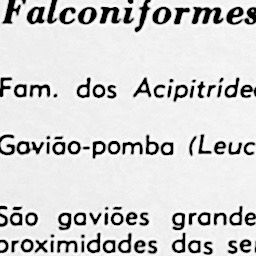 Falconiformes
Fam. dos Acipitríde
Gavião-pomba (Leuc
São gaviões grande
proximidades das se